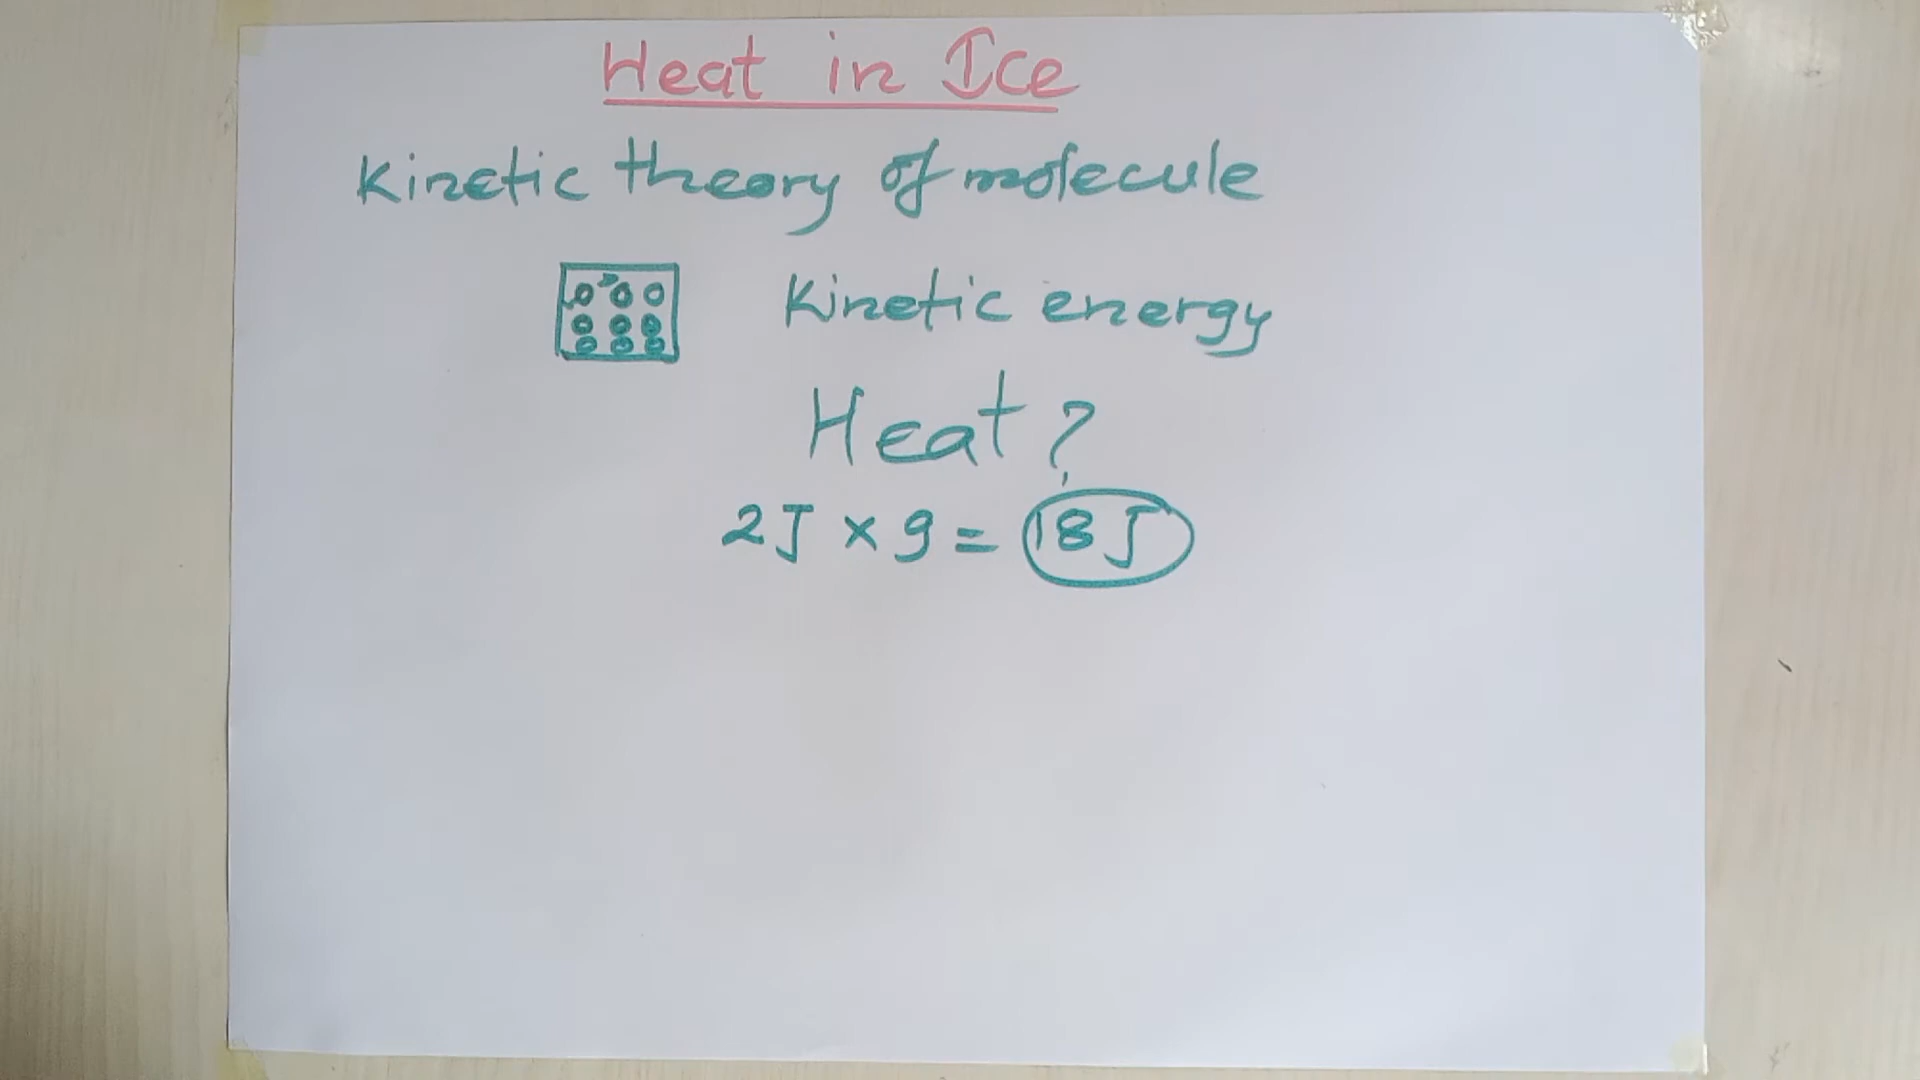 Heat in Ice
Kinetic theory of molecule
Kinetic energy
Heat?
2J × 9 = 18J